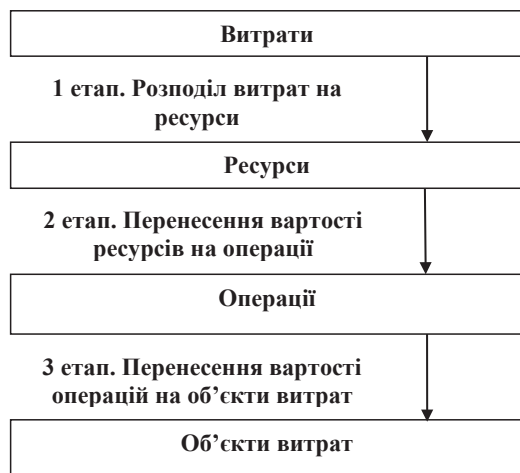 Витрати
1 етап. Розподіл витрат на
ресурси
Ресурси
2 етап. Перенесення вартості
ресурсів на операції
Операції
3 етап. Перенесення вартості
операцій на об’єкти витрат
Об’єкти витрат